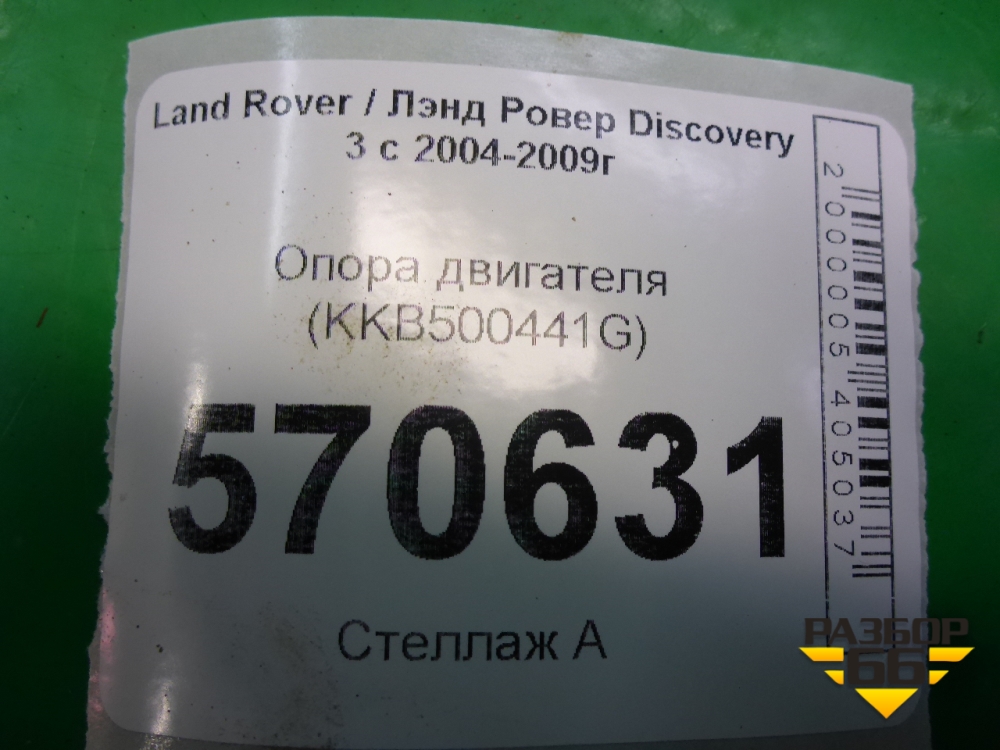 Land Rover / Лэнд Ровер Discovery
3 с 2004-2009г
Опора двигателя
(KKB500441G)
570631
Стеллаж А
2000005405037
РАЗБОР
66